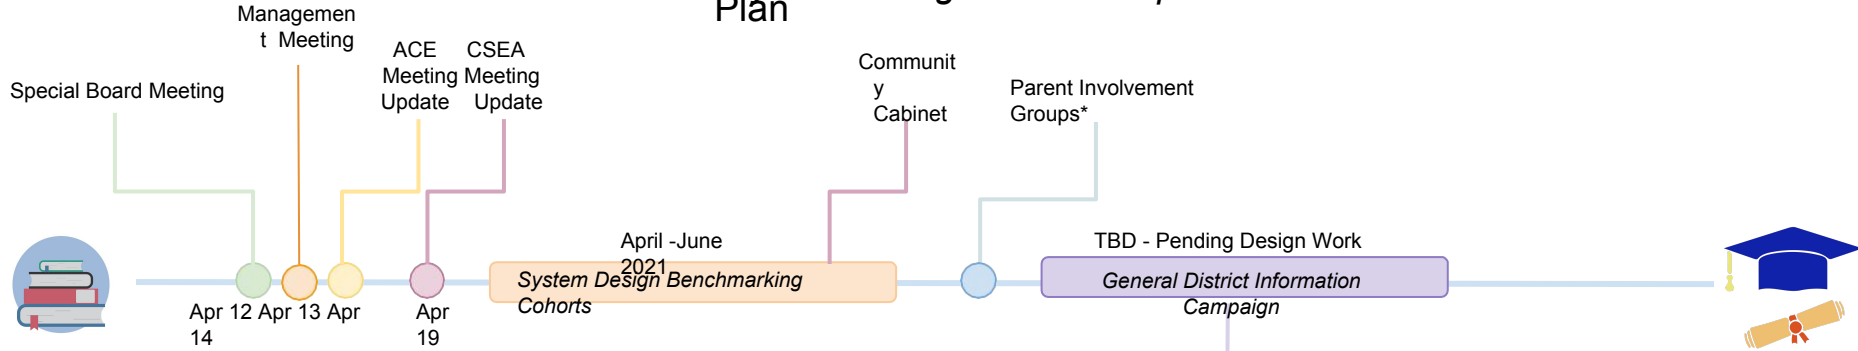 Plan
Managemen
t Meeting
ACE CSEA
Meeting Meeting
Update Update
Special Board Meeting
Communit
y
Cabinet
Parent Involvement
Groups*
April -June
2021
System Design Benchmarking
Cohorts
TBD - Pending Design Work
General District Information
Campaign
Apr 12 Apr 13 Apr
14
Apr
19